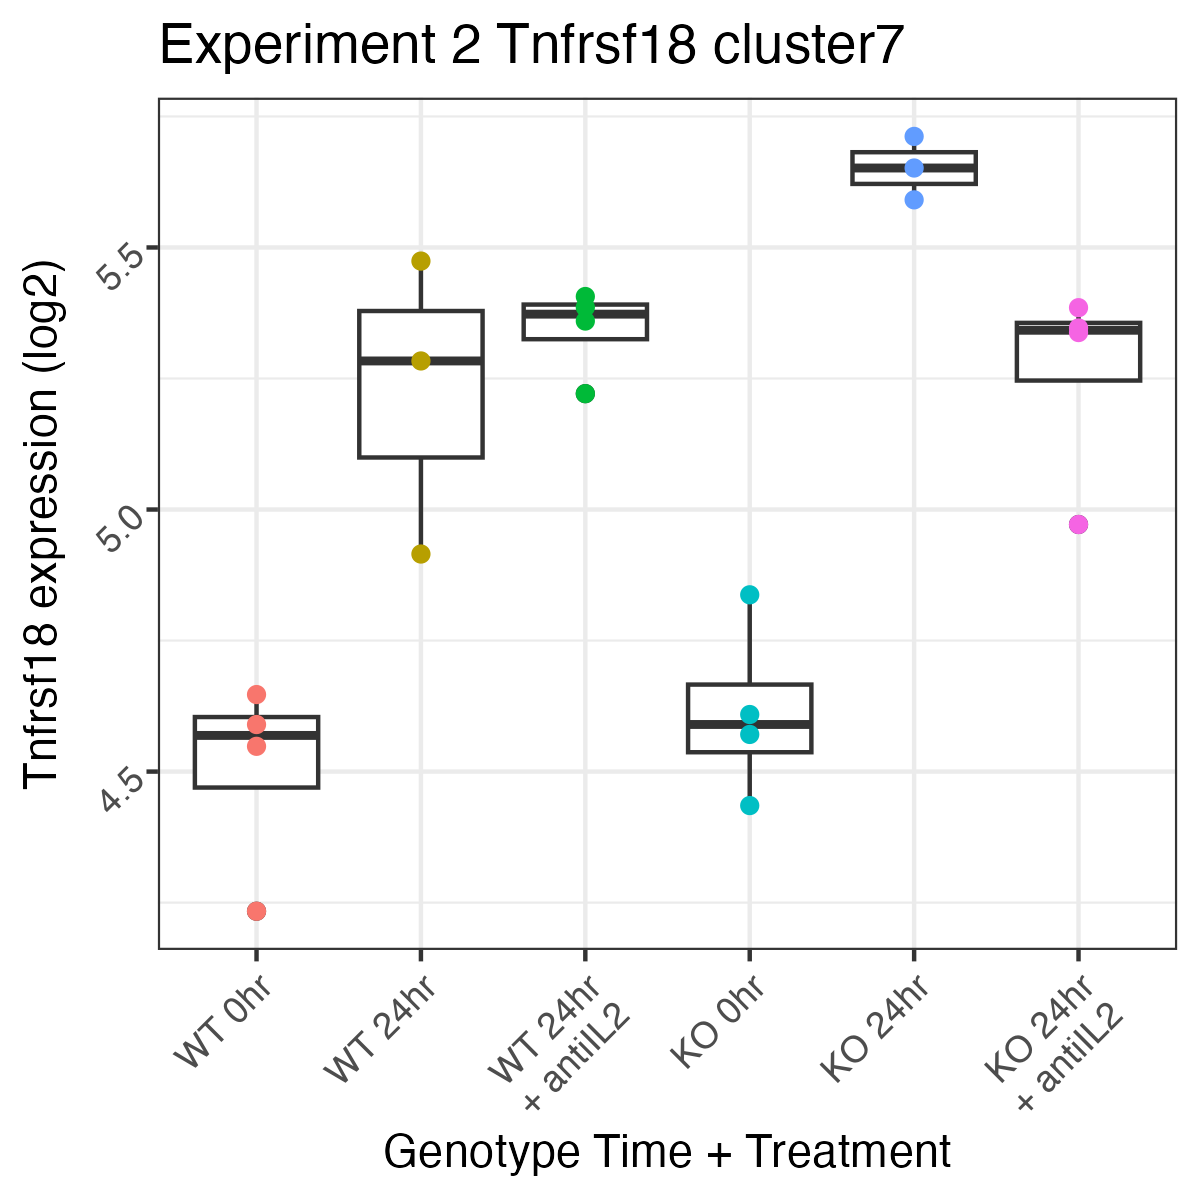 Experiment 2 Tnfrsf18 cluster7
Tnfrsf18 expression (log2)
5.5
5.0
4.5
WT 0hr
WT 24hr
WT 24hr
+ antiIL2
KO 0hr
KO 24hr
KO 24hr
+ antiIL2
Genotype Time + Treatment